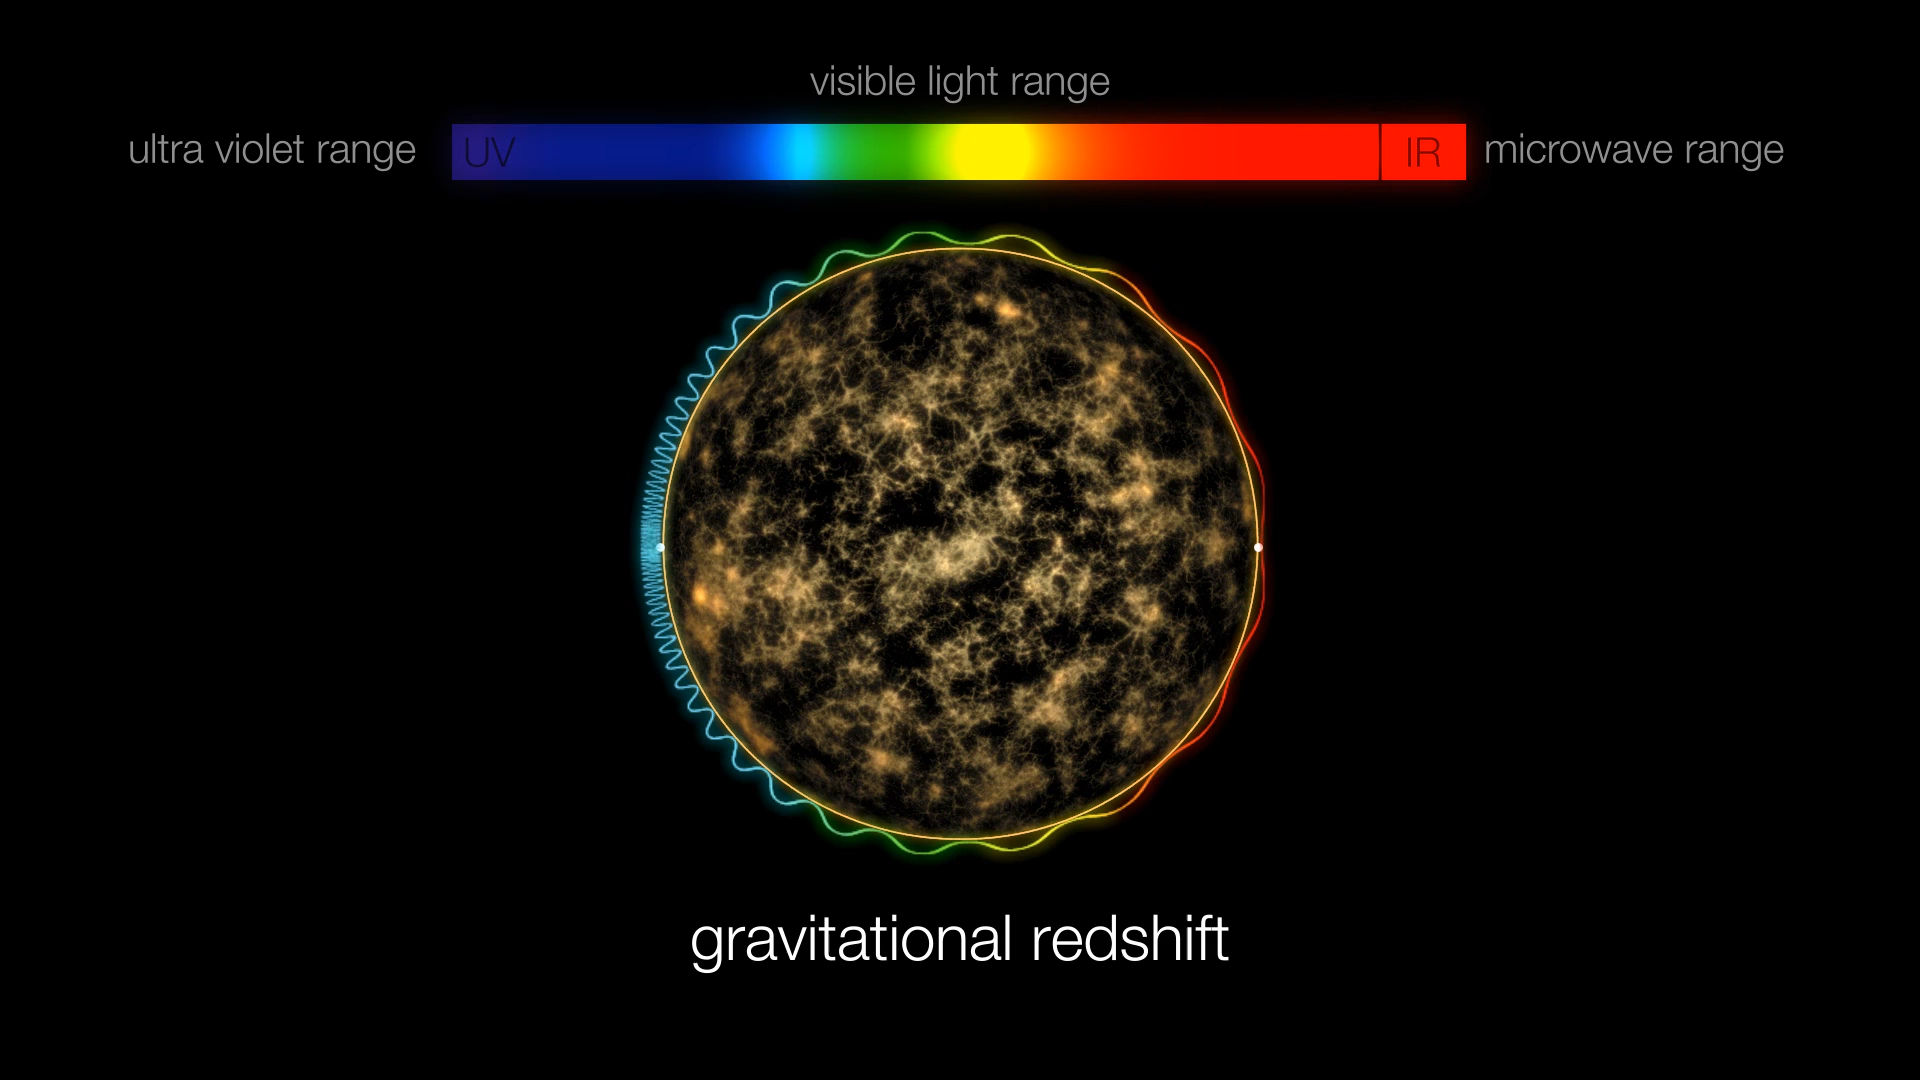 visible light range
ultra violet range
UV
IR
microwave range
gravitational redshift